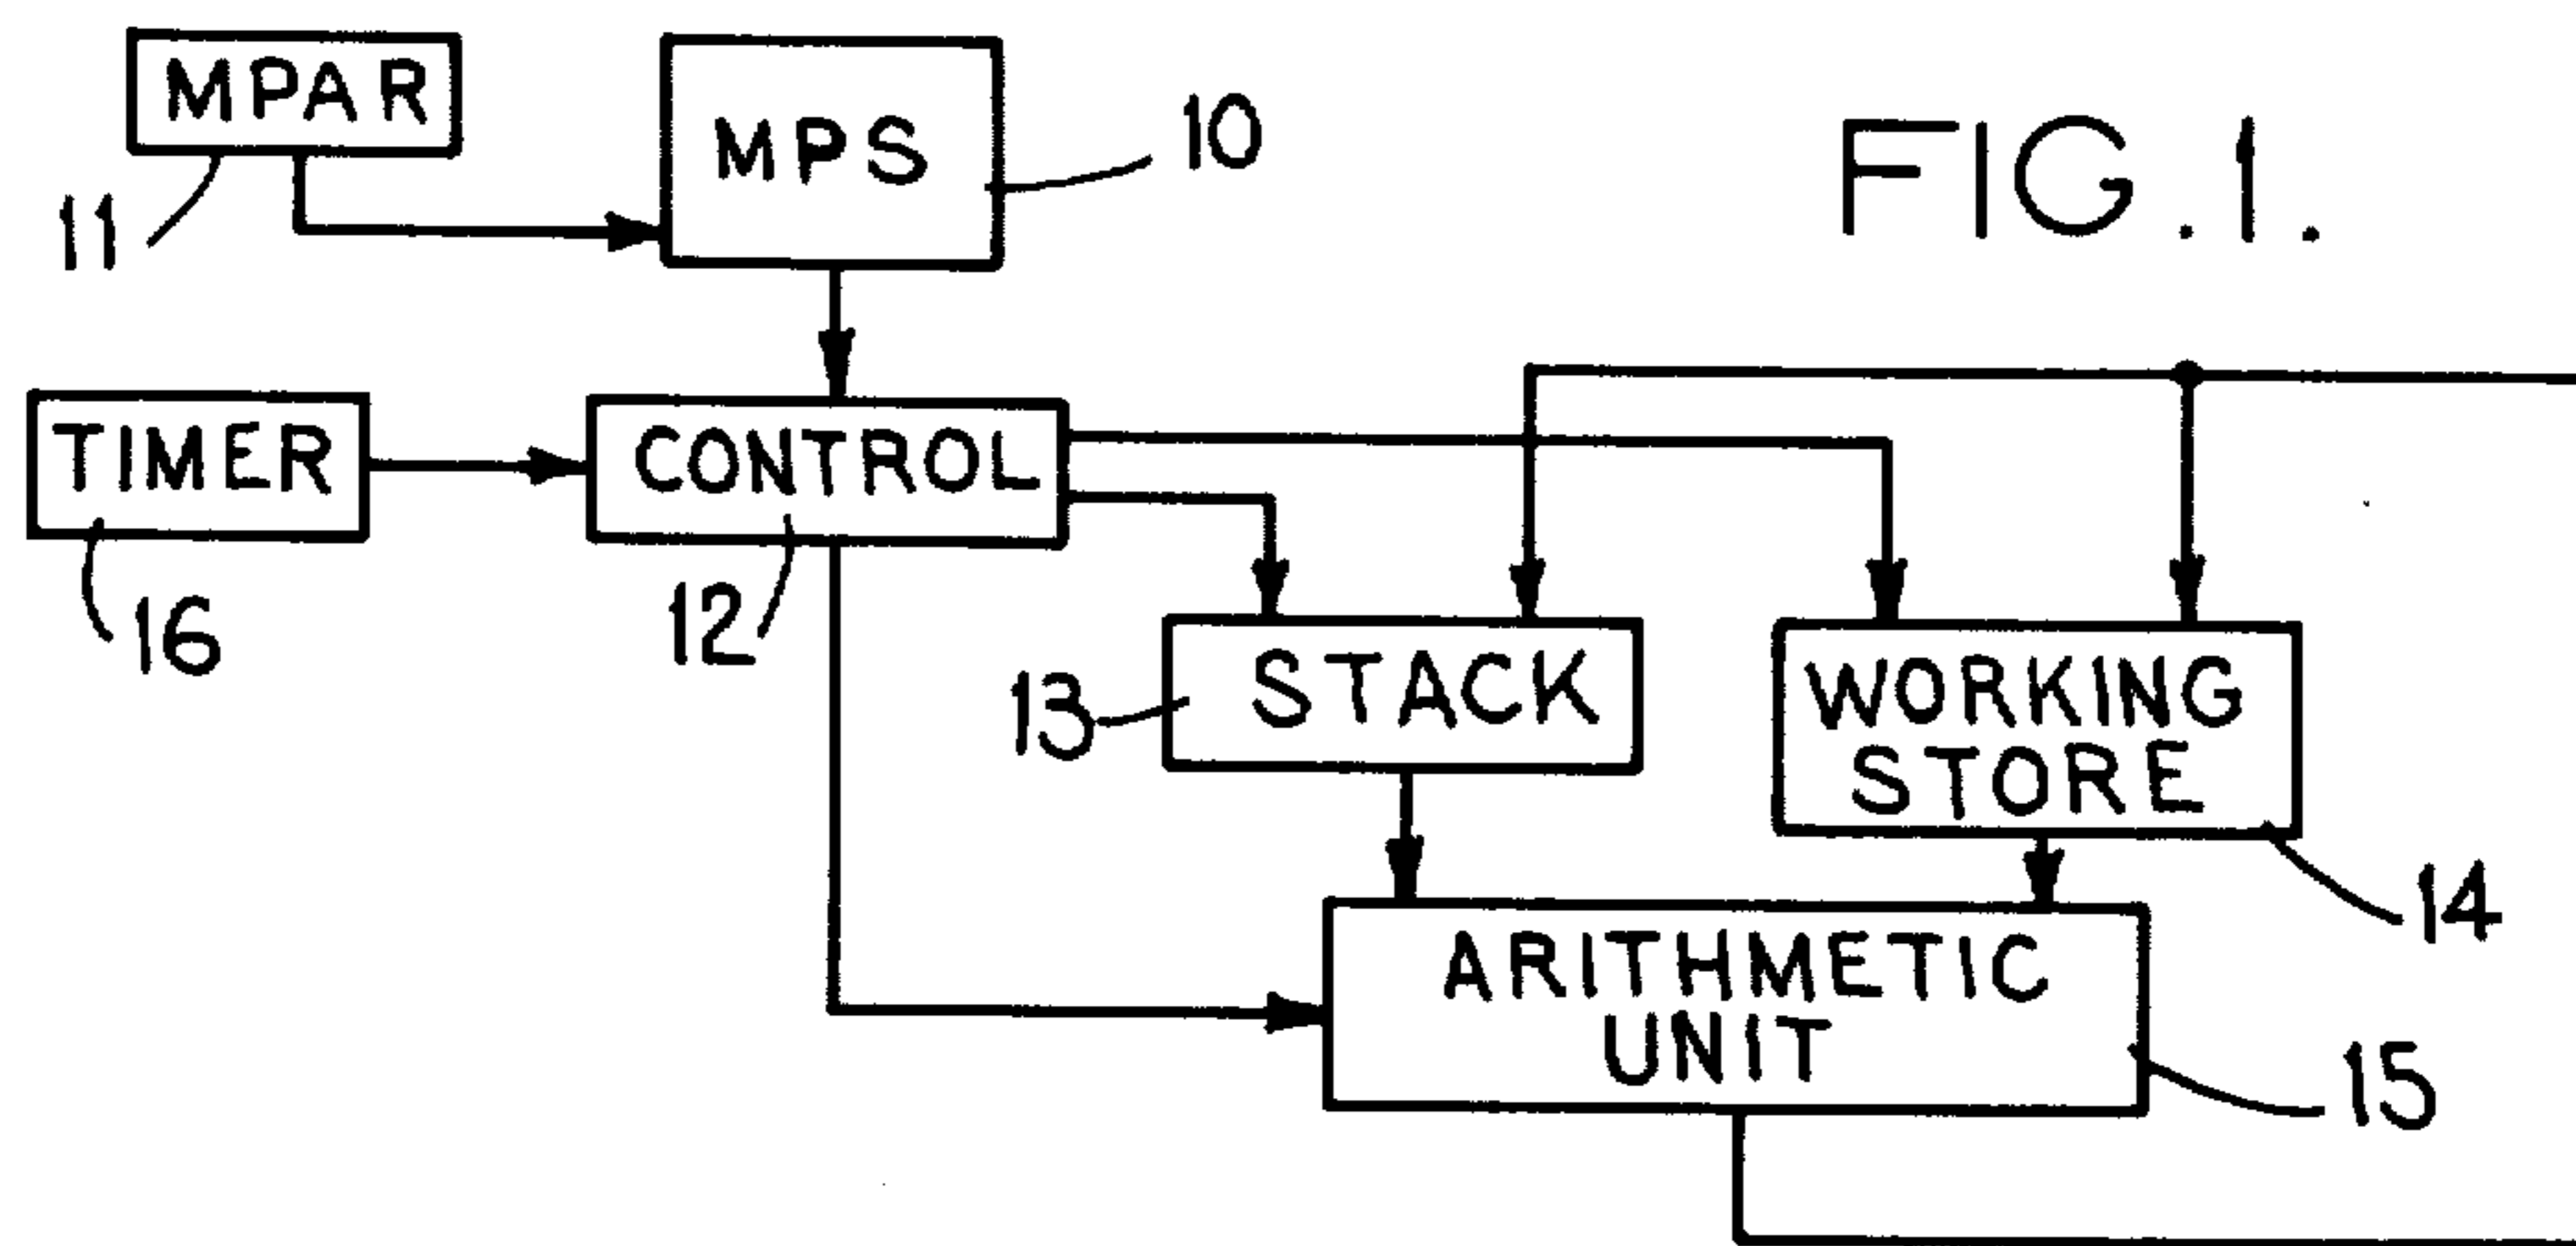 MPAR
MPS
10
FIG. 1.
11
TIMER
CONTROL
16
12
13
STACK
WORKING
STORE
14
ARITHMETIC
UNIT
15